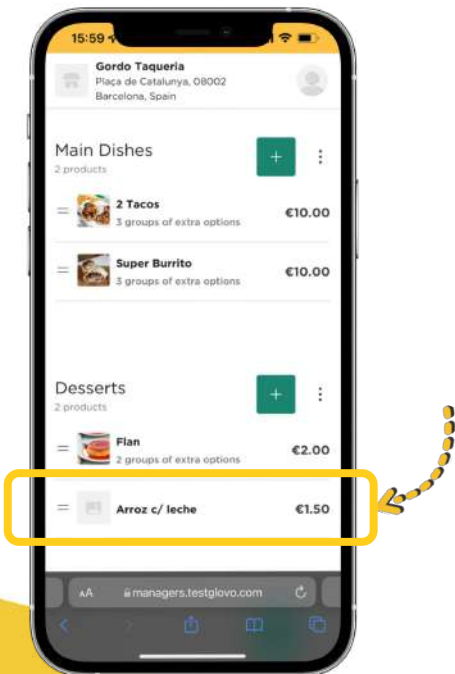 15:59
Gordo Taqueria
Plaça de Catalunya, 08002
Barcelona, Spain
Main Dishes
2 products
+
2 Tacos
3 groups of extra options
€10.00
Super Burrito
3 groups of extra options
€10.00
Desserts
2 products
+
Flan
2 groups of extra options
€2.00
Arroz c/ leche
€1.50
AA
managers.testglovo.com